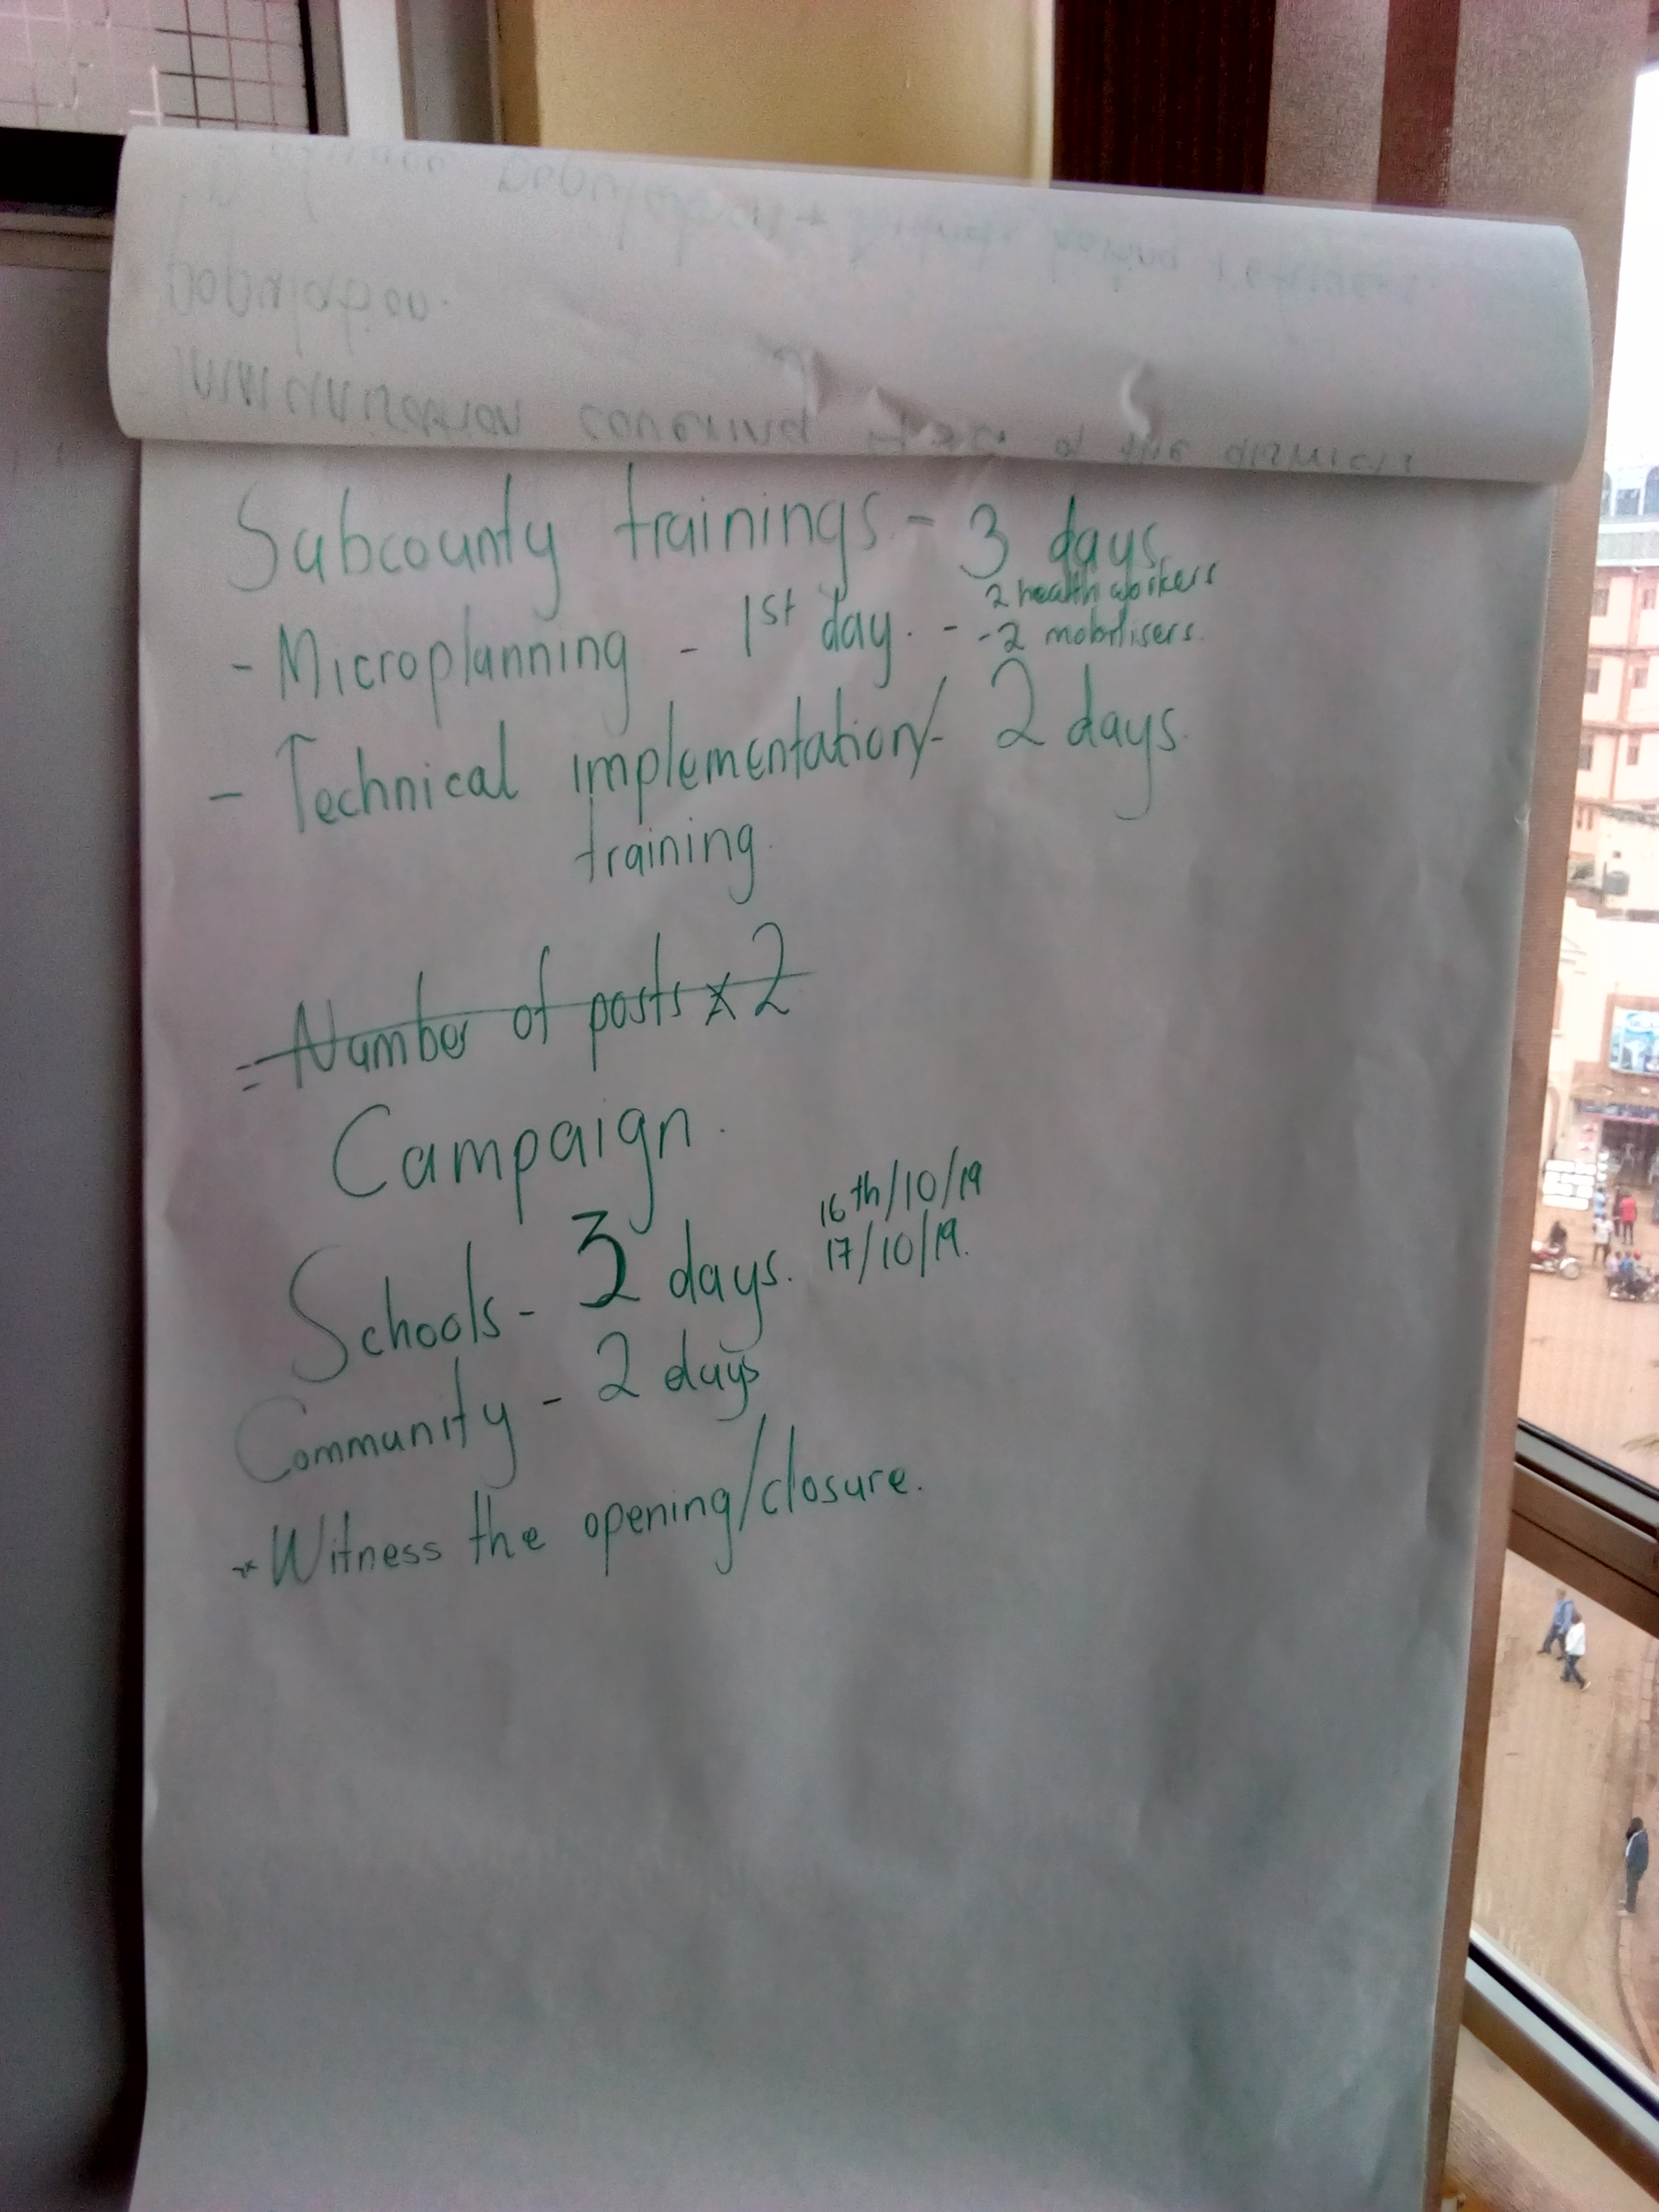 Subcounty trainings - 3 days
- Microplanning - 1st day. - 2 health workers
- 2 mobilisers.
- Technical implementation/- 2 days.
training.
= Number of posts x 2
Campaign.
Schools - days. 16th/10/19
17/10/19.
Community - 2 days
* Witness the opening/closure.